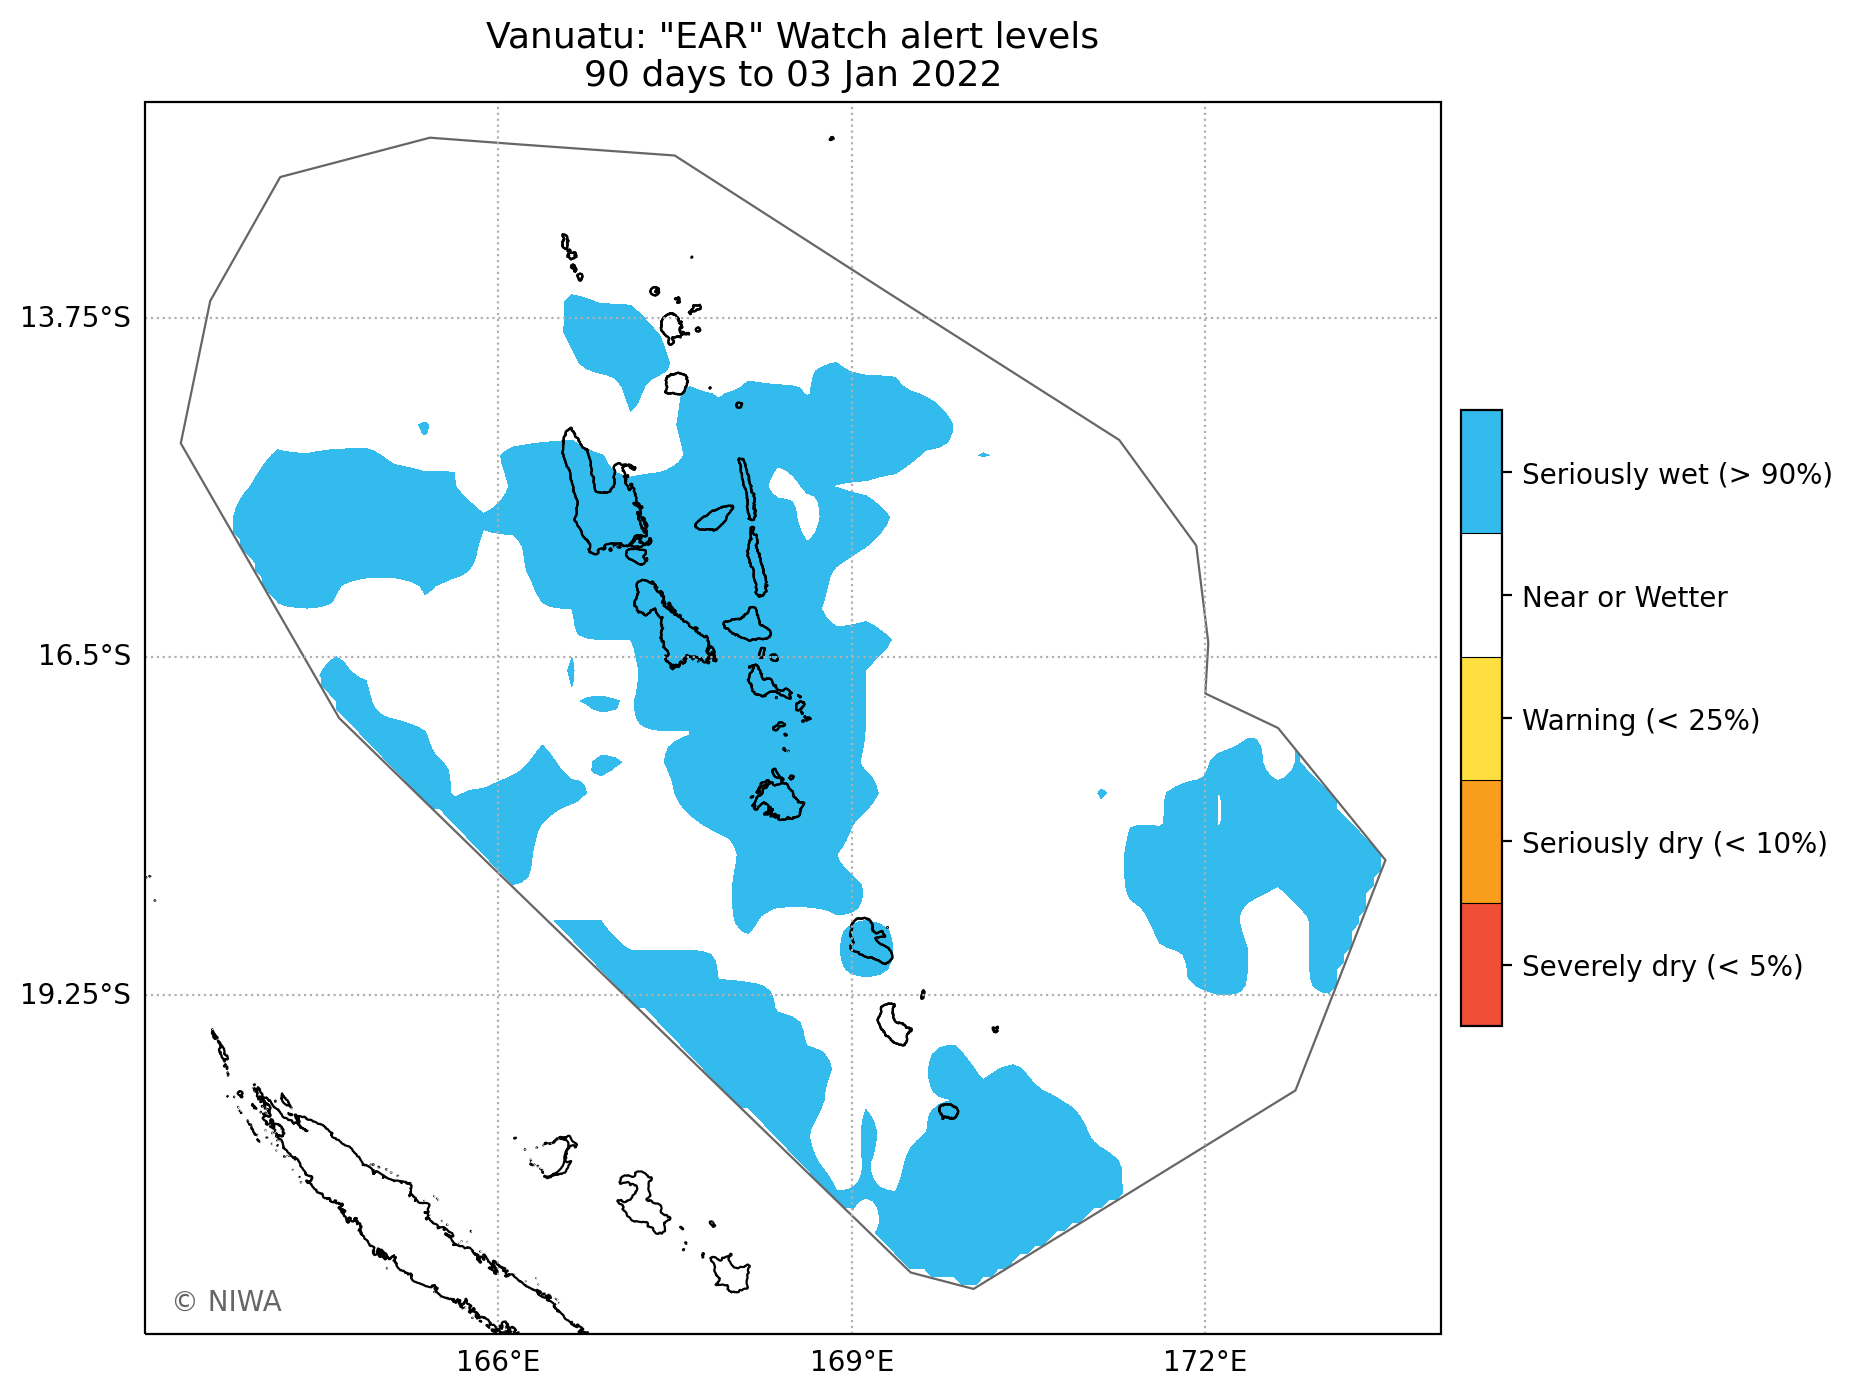 Vanuatu: "EAR" Watch alert levels
90 days to 03 Jan 2022
13.75°S
16.5°S
19.25°S
166°E
169°E
172°E
Seriously wet (> 90%)
Near or Wetter
Warning (< 25%)
Seriously dry (< 10%)
Severely dry (< 5%)
© NIWA